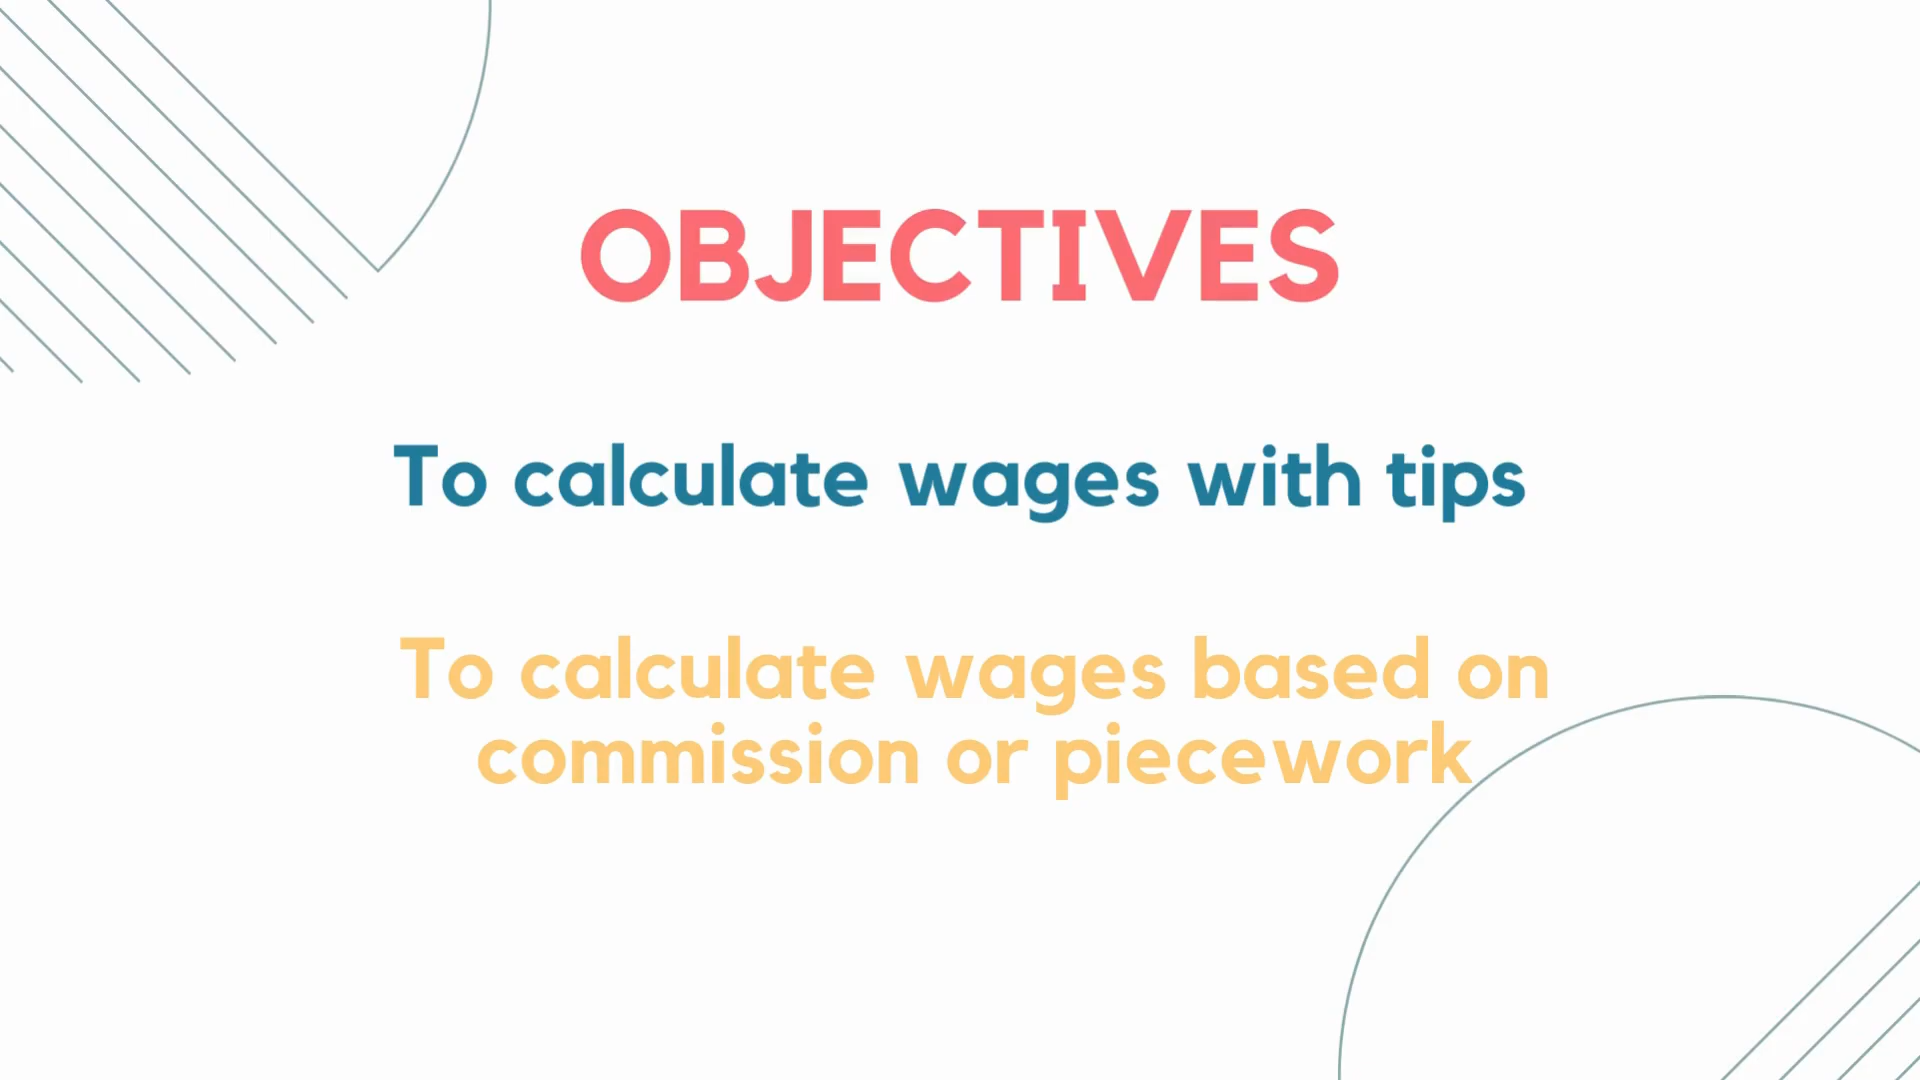 OBJECTIVES
To calculate wages with tips
To calculate wages based on
commission or piecework